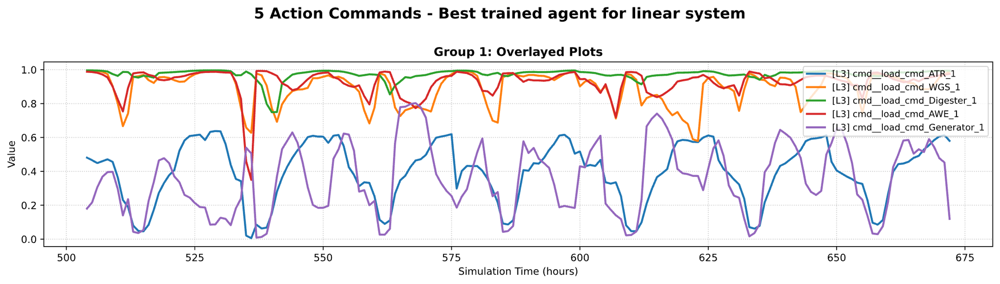 5 Action Commands - Best trained agent for linear system
Group 1: Overlayed Plots
1.0
0.8
0.6
0.4
0.2
0.0
Value
[L3] cmd__load_cmd_ATR_1
[L3] cmd__load_cmd_WGS_1
[L3] cmd__load_cmd_Digester_1
[L3] cmd__load_cmd_AWE_1
[L3] cmd__load_cmd_Generator_1
500 525 550 575 600 625 650 675
Simulation Time (hours)